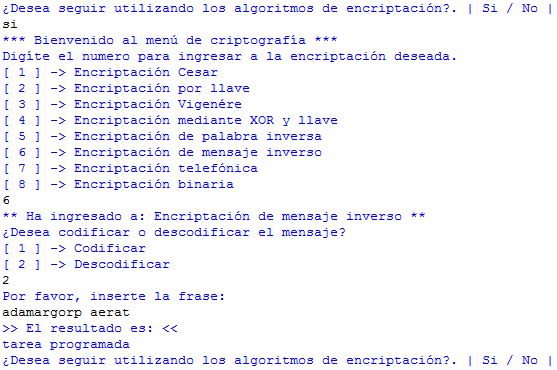 ¿Desea seguir utilizando los algoritmos de encriptación?. | Si / No |
si
*** Bienvenido al menú de criptografía ***
Digíte el numero para ingresar a la encriptación deseada.
[ 1 ] -> Encriptación Cesar
[ 2 ] -> Encriptación por llave
[ 3 ] -> Encriptación Vigenére
[ 4 ] -> Encriptación mediante XOR y llave
[ 5 ] -> Encriptación de palabra inversa
[ 6 ] -> Encriptación de mensaje inverso
[ 7 ] -> Encriptación telefónica
[ 8 ] -> Encriptación binaria
6
** Ha ingresado a: Encriptación de mensaje inverso **
¿Desea codificar o descodificar el mensaje?
[ 1 ] -> Codificar
[ 2 ] -> Descodificar
2
Por favor, inserte la frase:
adamargorp aerat
>> El resultado es: <<
tarea programada
¿Desea seguir utilizando los algoritmos de encriptación?. | Si / No |